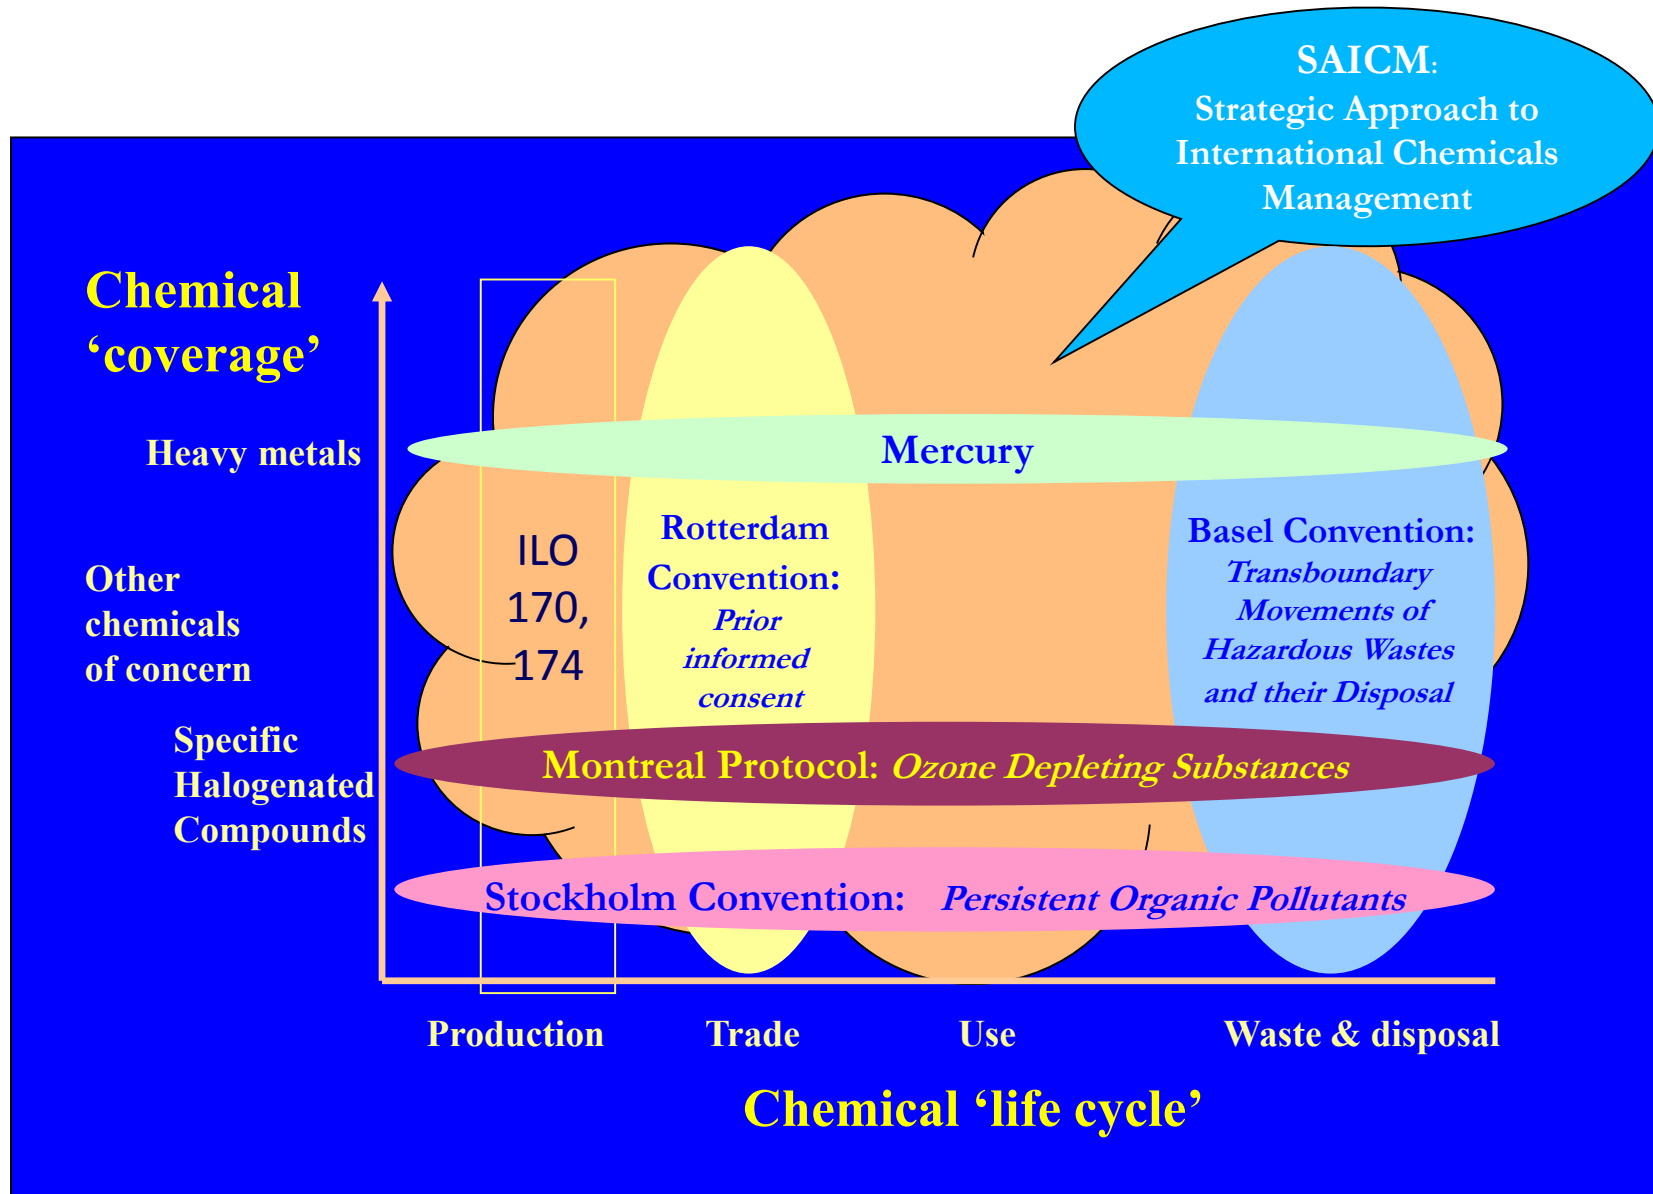 SAICM:
Strategic Approach to
International Chemicals
Management
Chemical
‘coverage’
Heavy metals
Mercury
Other
chemicals
of concern
ILO
170,
174
Rotterdam
Convention:
Prior
informed
consent
Basel Convention:
Transboundary
Movements of
Hazardous Wastes
and their Disposal
Specific
Halogenated
Compounds
Montreal Protocol: Ozone Depleting Substances
Stockholm Convention: Persistent Organic Pollutants
Production
Trade
Use
Waste & disposal
Chemical ‘life cycle’